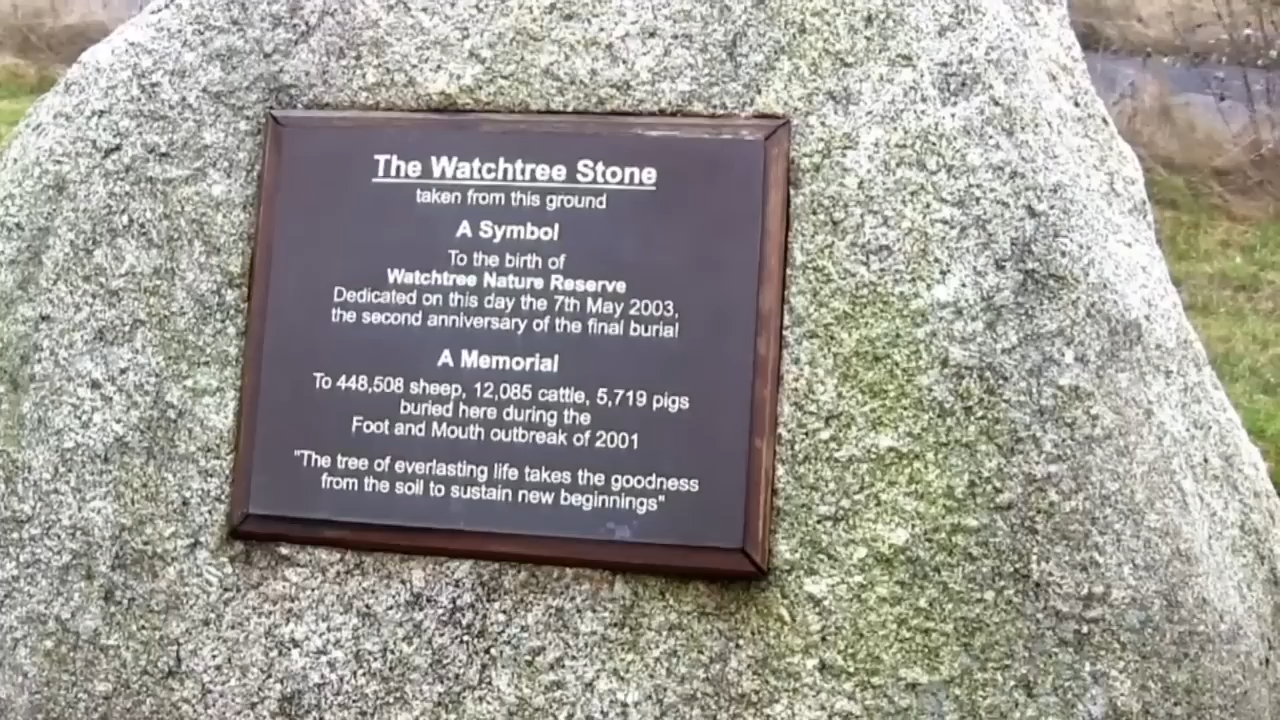 The Watchtree Stone
taken from this ground
A Symbol
To the birth of
Watchtree Nature Reserve
Dedicated on this day the 7th May 2003,
the second anniversary of the final burial
A Memorial
To 448,508 sheep, 12,085 cattle, 5,719 pigs
buried here during the
Foot and Mouth outbreak of 2001
"The tree of everlasting life takes the goodness
from the soil to sustain new beginnings"